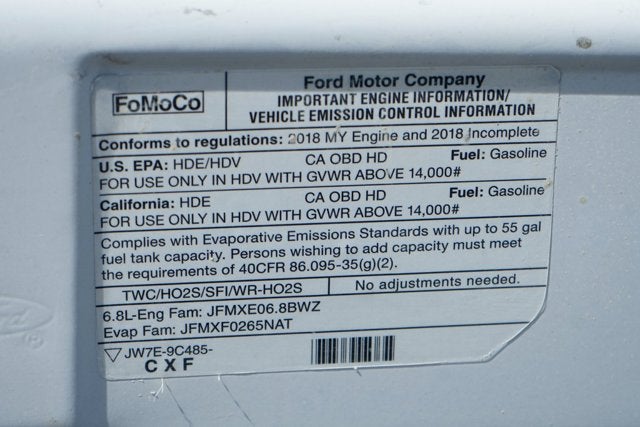 FoMoCo
Ford Motor Company
IMPORTANT ENGINE INFORMATION/
VEHICLE EMISSION CONTROL INFORMATION
Conforms to regulations: 2018 MY Engine and 2018 Incomplete
U.S. EPA: HDE/HDV CA OBD HD Fuel: Gasoline
FOR USE ONLY IN HDV WITH GVWR ABOVE 14,000#
California: HDE CA OBD HD Fuel: Gasoline
FOR USE ONLY IN HDV WITH GVWR ABOVE 14,000#
Complies with Evaporative Emissions Standards with up to 55 gal
fuel tank capacity. Persons wishing to add capacity must meet
the requirements of 40CFR 86.095-35(g)(2).
TWC/HO2S/SFI/WR-HO2S No adjustments needed.
6.8L-Eng Fam: JFMXE06.8BWZ
Evap Fam: JFMXF0265NAT
JW7E-9C485-
CXF
Ford